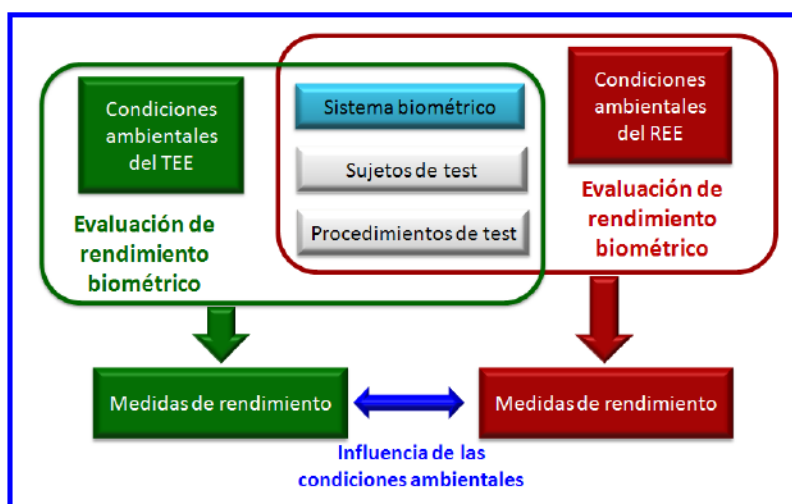 Condiciones
ambientales
del TEE
Evaluación de
rendimiento
biométrico
Sistema biométrico
Sujetos de test
Procedimientos de test
Condiciones
ambientales
del REE
Evaluación de
rendimiento
biométrico
Medidas de rendimiento
Medidas de rendimiento
Influencia de las
condiciones ambientales